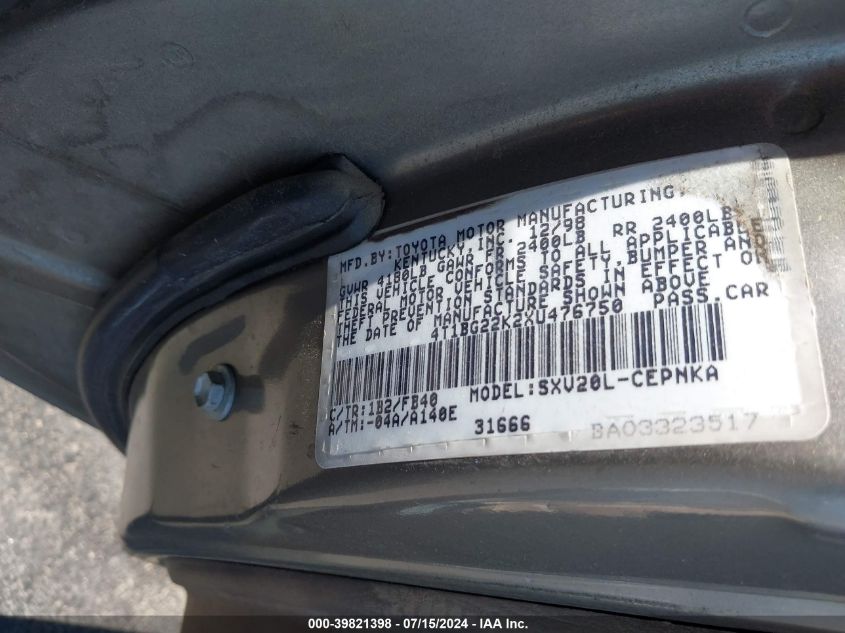 MFD.BY:TOYOTA MOTOR MANUFACTURING,
KENTUCKY, INC. 12/98
GVWR 4180LB GAWR FR 2400LB RR 2400LB
THIS VEHICLE CONFORMS TO ALL APPLICABLE
FEDERAL MOTOR VEHICLE SAFETY, BUMPER, AND
THEFT PREVENTION STANDARDS IN EFFECT ON
THE DATE OF MANUFACTURE SHOWN ABOVE.
4T1BG22K2XU476750 PASS.CAR
C/TR:1B2/FB40 MODEL:SXV20L-CEPNKA
A/TM:-04A/A140E 31666 BA03323517
000-39821398 - 07/15/2024 - IAAI Inc.